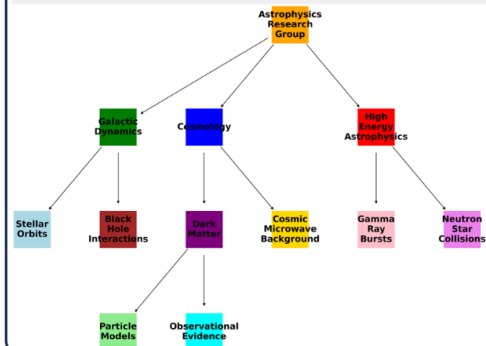 Astrophysics
Research
Group
Galactic
Dynamics
Cosmology
High
Energy
Astrophysics
Stellar
Orbits
Black
Hole
Interactions
Dark
Matter
Cosmic
Microwave
Background
Gamma
Ray
Bursts
Neutron
Star
Collisions
Particle
Models
Observational
Evidence